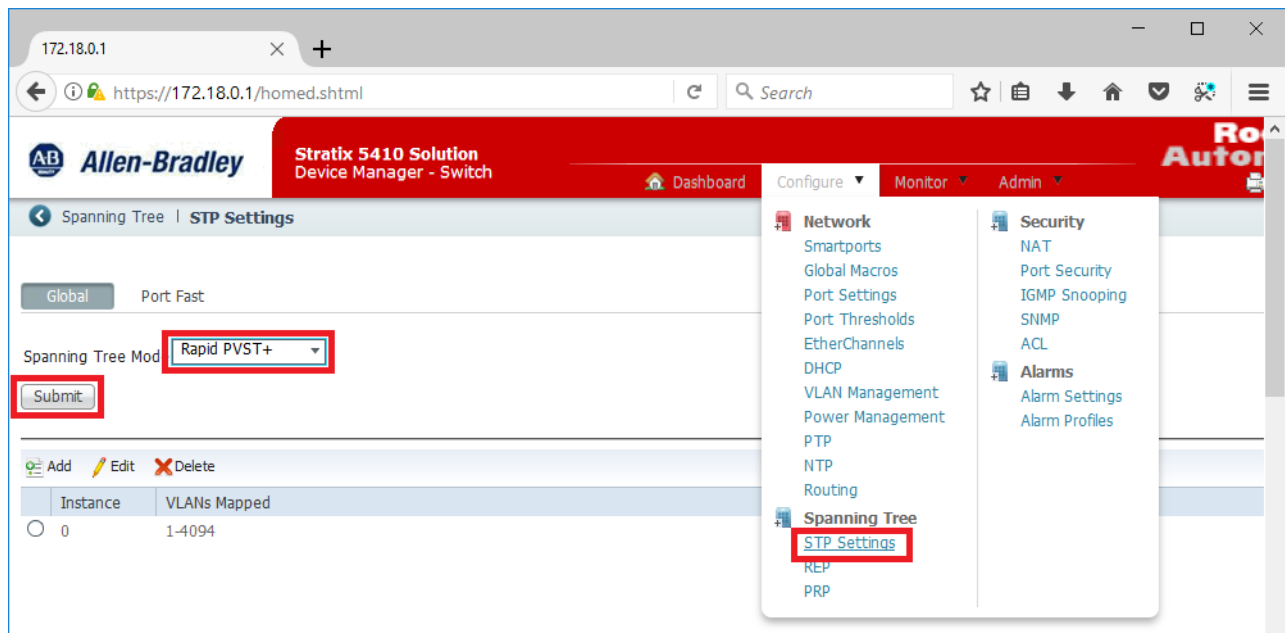 172.18.0.1
https://172.18.0.1/homed.shtml
Search
AB Allen-Bradley
Stratix 5410 Solution
Device Manager - Switch
Dashboard Configure Monitor Admin
Spanning Tree | STP Settings
Global Port Fast
Spanning Tree Mod
Rapid PVST+
Submit
Add Edit Delete
Instance VLANs Mapped
0 1-4094
Network
Smartports
Global Macros
Port Settings
Port Thresholds
EtherChannels
DHCP
VLAN Management
Power Management
PTP
NTP
Routing
Spanning Tree
STP Settings
REP
PRP
Security
NAT
Port Security
IGMP Snooping
SNMP
ACL
Alarms
Alarm Settings
Alarm Profiles